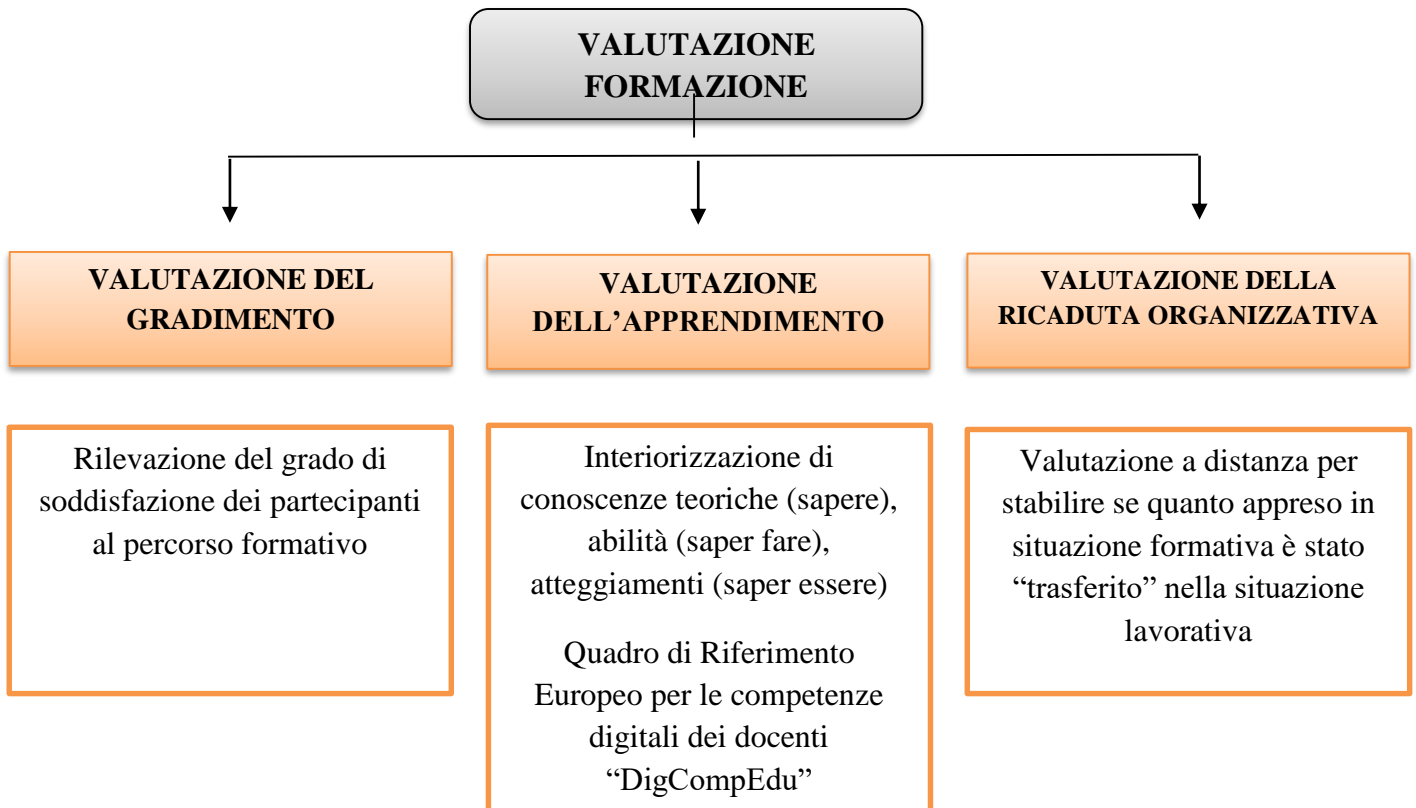 VALUTAZIONE
FORMAZIONE
VALUTAZIONE DEL
GRADIMENTO
VALUTAZIONE
DELL’APPRENDIMENTO
VALUTAZIONE DELLA
RICADUTA ORGANIZZATIVA
Rilevazione del grado di
soddisfazione dei partecipanti
al percorso formativo
Interiorizzazione di
conoscenze teoriche (sapere),
abilità (saper fare),
atteggiamenti (saper essere)
Quadro di Riferimento
Europeo per le competenze
digitali dei docenti
“DigCompEdu”
Valutazione a distanza per
stabilire se quanto appreso in
situazione formativa è stato
“trasferito” nella situazione
lavorativa